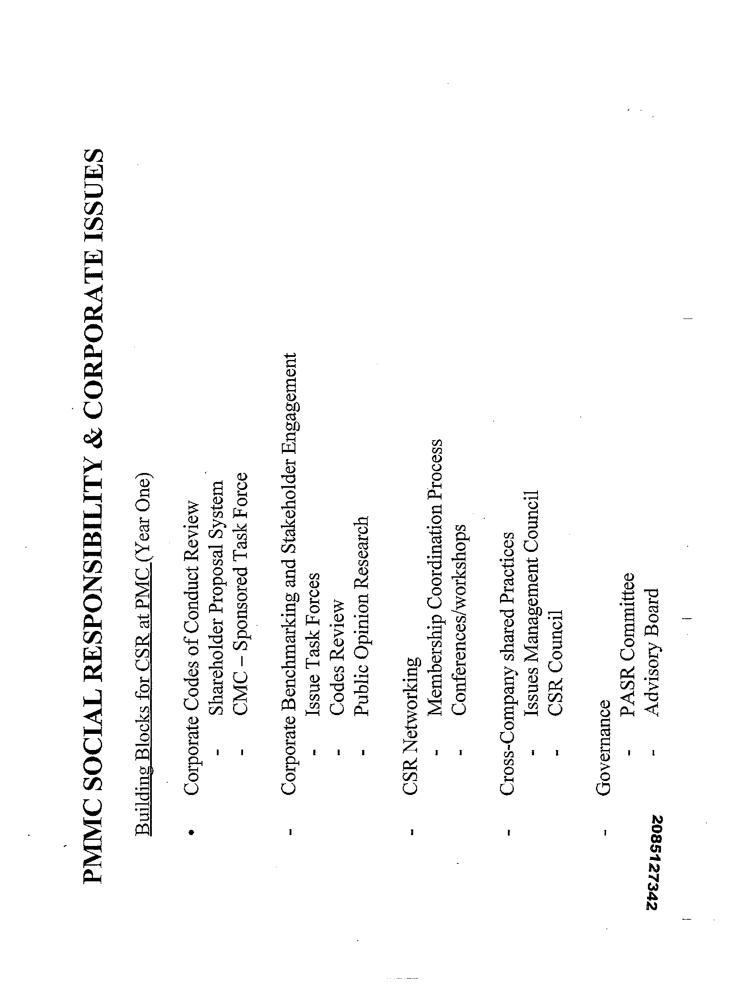 PMMC SOCIAL RESPONSIBILITY & CORPORATE ISSUES
Building Blocks for CSR at PMC (Year One)
• Corporate Codes of Conduct Review
- Shareholder Proposal System
- CMC – Sponsored Task Force
- Corporate Benchmarking and Stakeholder Engagement
- Issue Task Forces
- Codes Review
- Public Opinion Research
- CSR Networking
- Membership Coordination Process
- Conferences/workshops
- Cross-Company shared Practices
- Issues Management Council
- CSR Council
- Governance
- PASR Committee
- Advisory Board
2085127342